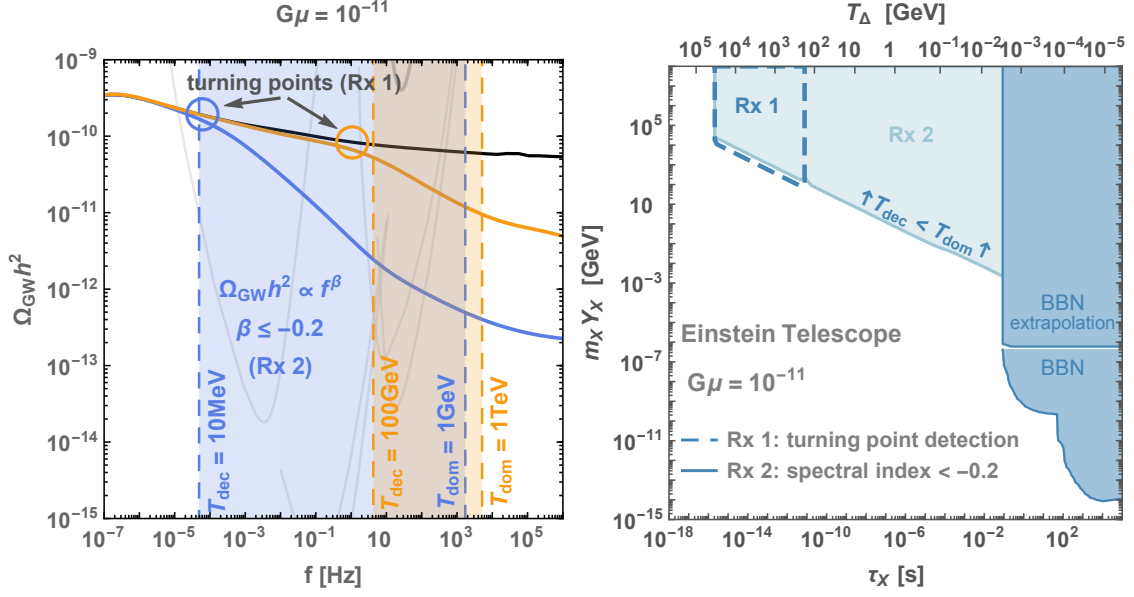 Gμ = 10⁻¹¹
10⁻⁹
10⁻¹⁰
10⁻¹¹
10⁻¹²
10⁻¹³
10⁻¹⁴
10⁻¹⁵
Ω_GW h²
turning points (Rx 1)
Ω_GW h² ∝ f^β
β ≤ −0.2
(Rx 2)
T_dec = 10MeV
T_dec = 100GeV
T_dom = 1GeV
T_dom = 1TeV
10⁻⁷ 10⁻⁵ 10⁻³ 10⁻¹ 10 10³ 10⁵
f [Hz]
T_Δ [GeV]
10⁵ 10⁴ 10³ 10² 10 1 10⁻¹ 10⁻² 10⁻³ 10⁻⁴ 10⁻⁵
10⁵
10
10⁻³
10⁻⁷
10⁻¹¹
10⁻¹⁵
m_X Y_X [GeV]
Rx 1
Rx 2
↑ T_dec < T_dom ↑
BBN
extrapolation
BBN
Einstein Telescope
Gμ = 10⁻¹¹
Rx 1: turning point detection
Rx 2: spectral index < −0.2
10⁻¹⁸ 10⁻¹⁴ 10⁻¹⁰ 10⁻⁶ 10⁻² 10²
τ_X [s]